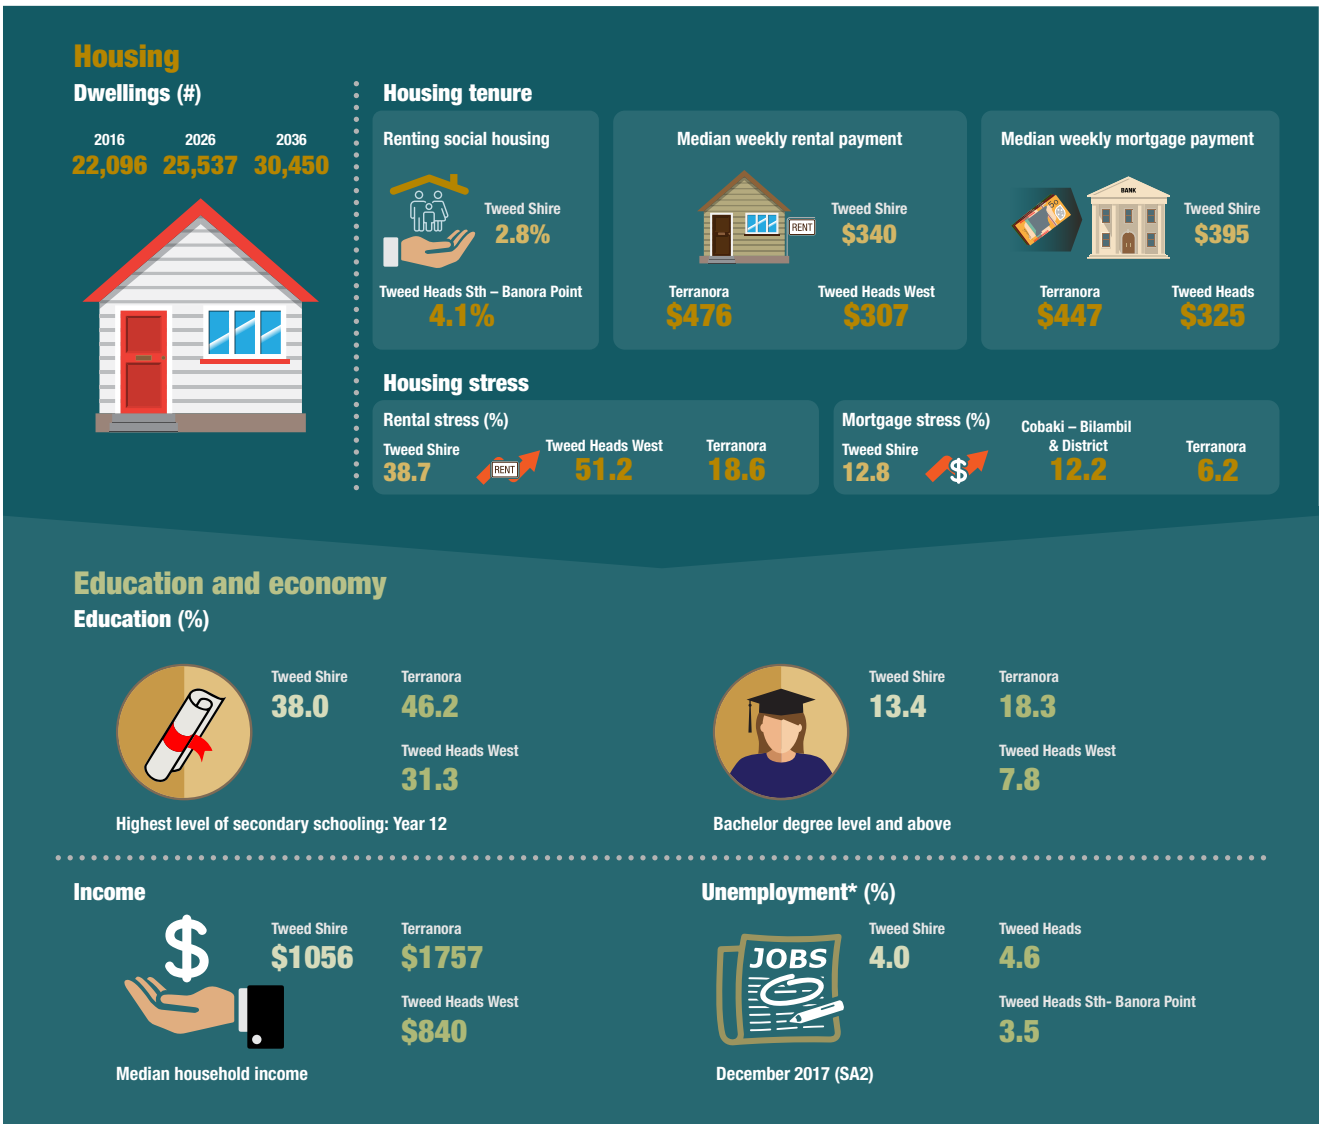 Housing
Dwellings (#)
2016 2026 2036
22,096 25,537 30,450
Housing tenure
Renting social housing
Tweed Shire
2.8%
Tweed Heads Sth – Banora Point
4.1%
Median weekly rental payment
RENT
Tweed Shire
$340
Terranora
$476
Tweed Heads West
$307
Median weekly mortgage payment
50
BANK
Tweed Shire
$395
Terranora
$447
Tweed Heads
$325
Housing stress
Rental stress (%)
Tweed Shire
38.7
RENT
Tweed Heads West
51.2
Terranora
18.6
Mortgage stress (%)
Tweed Shire
12.8
$
Cobaki – Bilambil
& District
12.2
Terranora
6.2
Education and economy
Education (%)
Tweed Shire
38.0
Terranora
46.2
Tweed Heads West
31.3
Highest level of secondary schooling: Year 12
Tweed Shire
13.4
Terranora
18.3
Tweed Heads West
7.8
Bachelor degree level and above
Income
$
Tweed Shire
$1056
Terranora
$1757
Tweed Heads West
$840
Median household income
Unemployment* (%)
JOBS
Tweed Shire
4.0
Tweed Heads
4.6
Tweed Heads Sth- Banora Point
3.5
December 2017 (SA2)